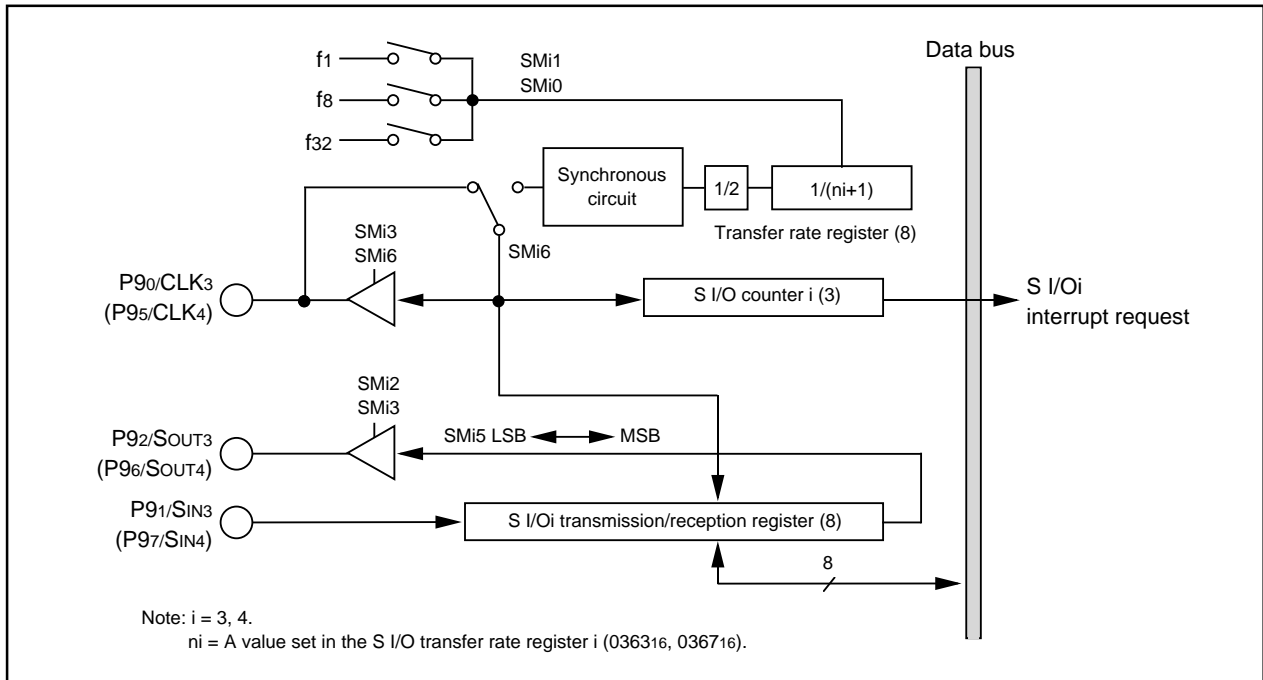 f1
f8
f32
SMi1
SMi0
Data bus
Synchronous
circuit
1/2
1/(ni+1)
Transfer rate register (8)
SMi6
SMi3
SMi6
P90/CLK3
(P95/CLK4)
S I/O counter i (3)
S I/Oi
interrupt request
SMi2
SMi3
P92/SOUT3
(P96/SOUT4)
SMi5 LSB MSB
P91/SIN3
(P97/SIN4)
S I/Oi transmission/reception register (8)
8
Note: i = 3, 4.
ni = A value set in the S I/O transfer rate register i (036316, 036716).